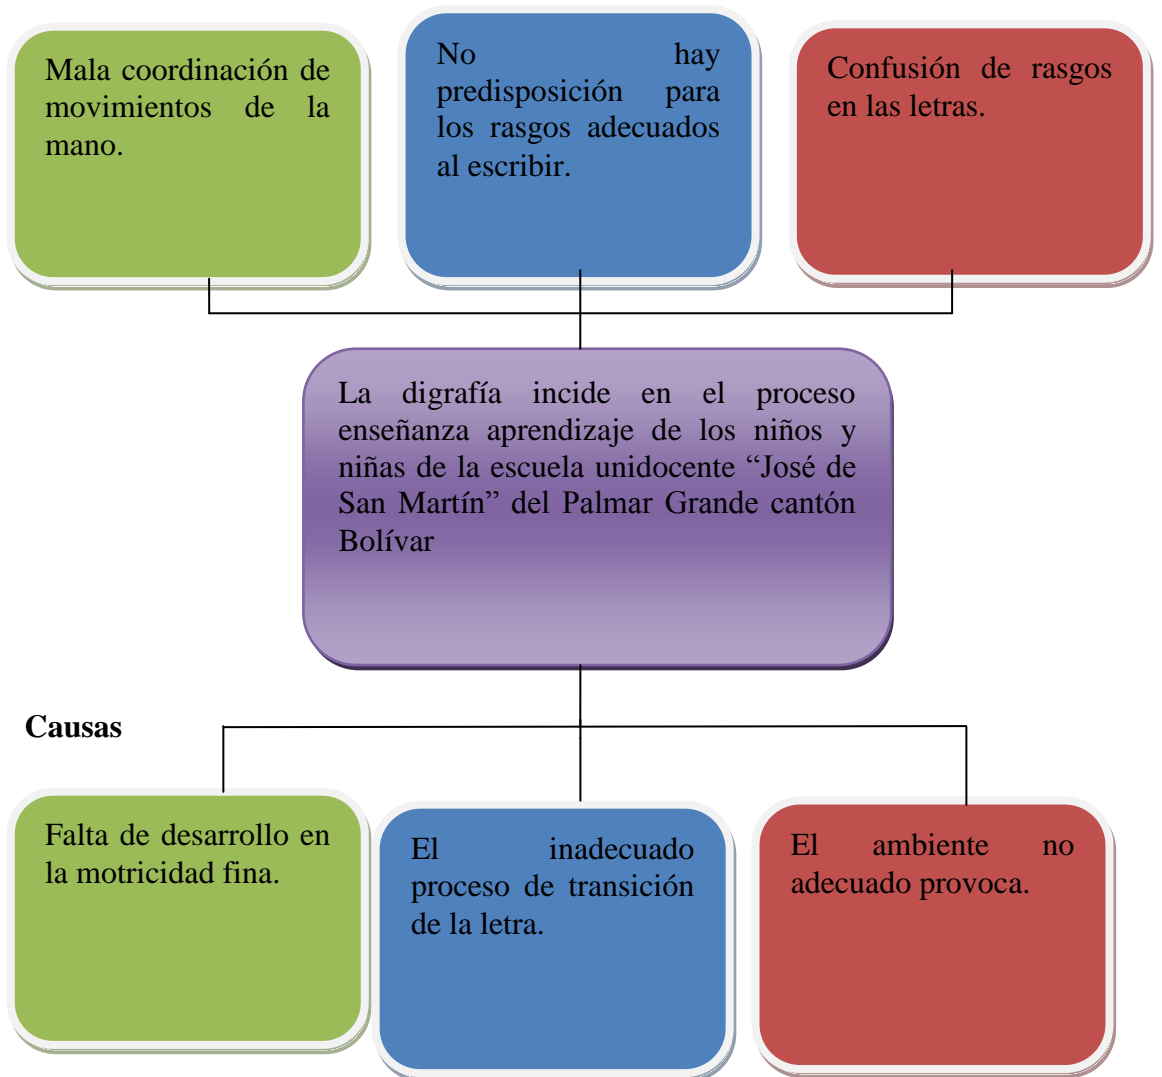 Mala coordinación de
movimientos de la
mano.
No hay
predisposición para
los rasgos adecuados
al escribir.
Confusión de rasgos
en las letras.
La digrafía incide en el proceso
enseñanza aprendizaje de los niños y
niñas de la escuela unidocente “José de
San Martín” del Palmar Grande cantón
Bolívar
Causas
Falta de desarrollo en
la motricidad fina.
El inadecuado
proceso de transición
de la letra.
El ambiente no
adecuado provoca.